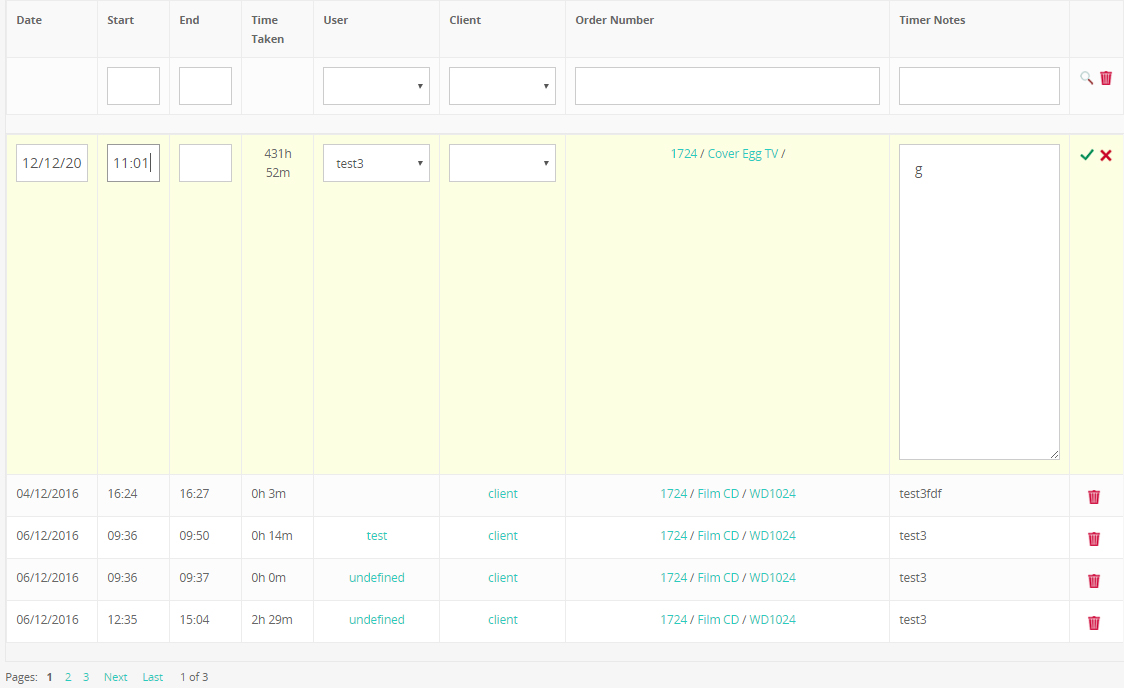 Date Start End Time Taken User Client Order Number Timer Notes
12/12/20 11:01 431h 52m test3 1724 / Cover Egg TV / g
04/12/2016 16:24 16:27 0h 3m client 1724 / Film CD / WD1024 test3fdf
06/12/2016 09:36 09:50 0h 14m test client 1724 / Film CD / WD1024 test3
06/12/2016 09:36 09:37 0h 0m undefined client 1724 / Film CD / WD1024 test3
06/12/2016 12:35 15:04 2h 29m undefined client 1724 / Film CD / WD1024 test3
Pages: 1 2 3 Next Last 1 of 3